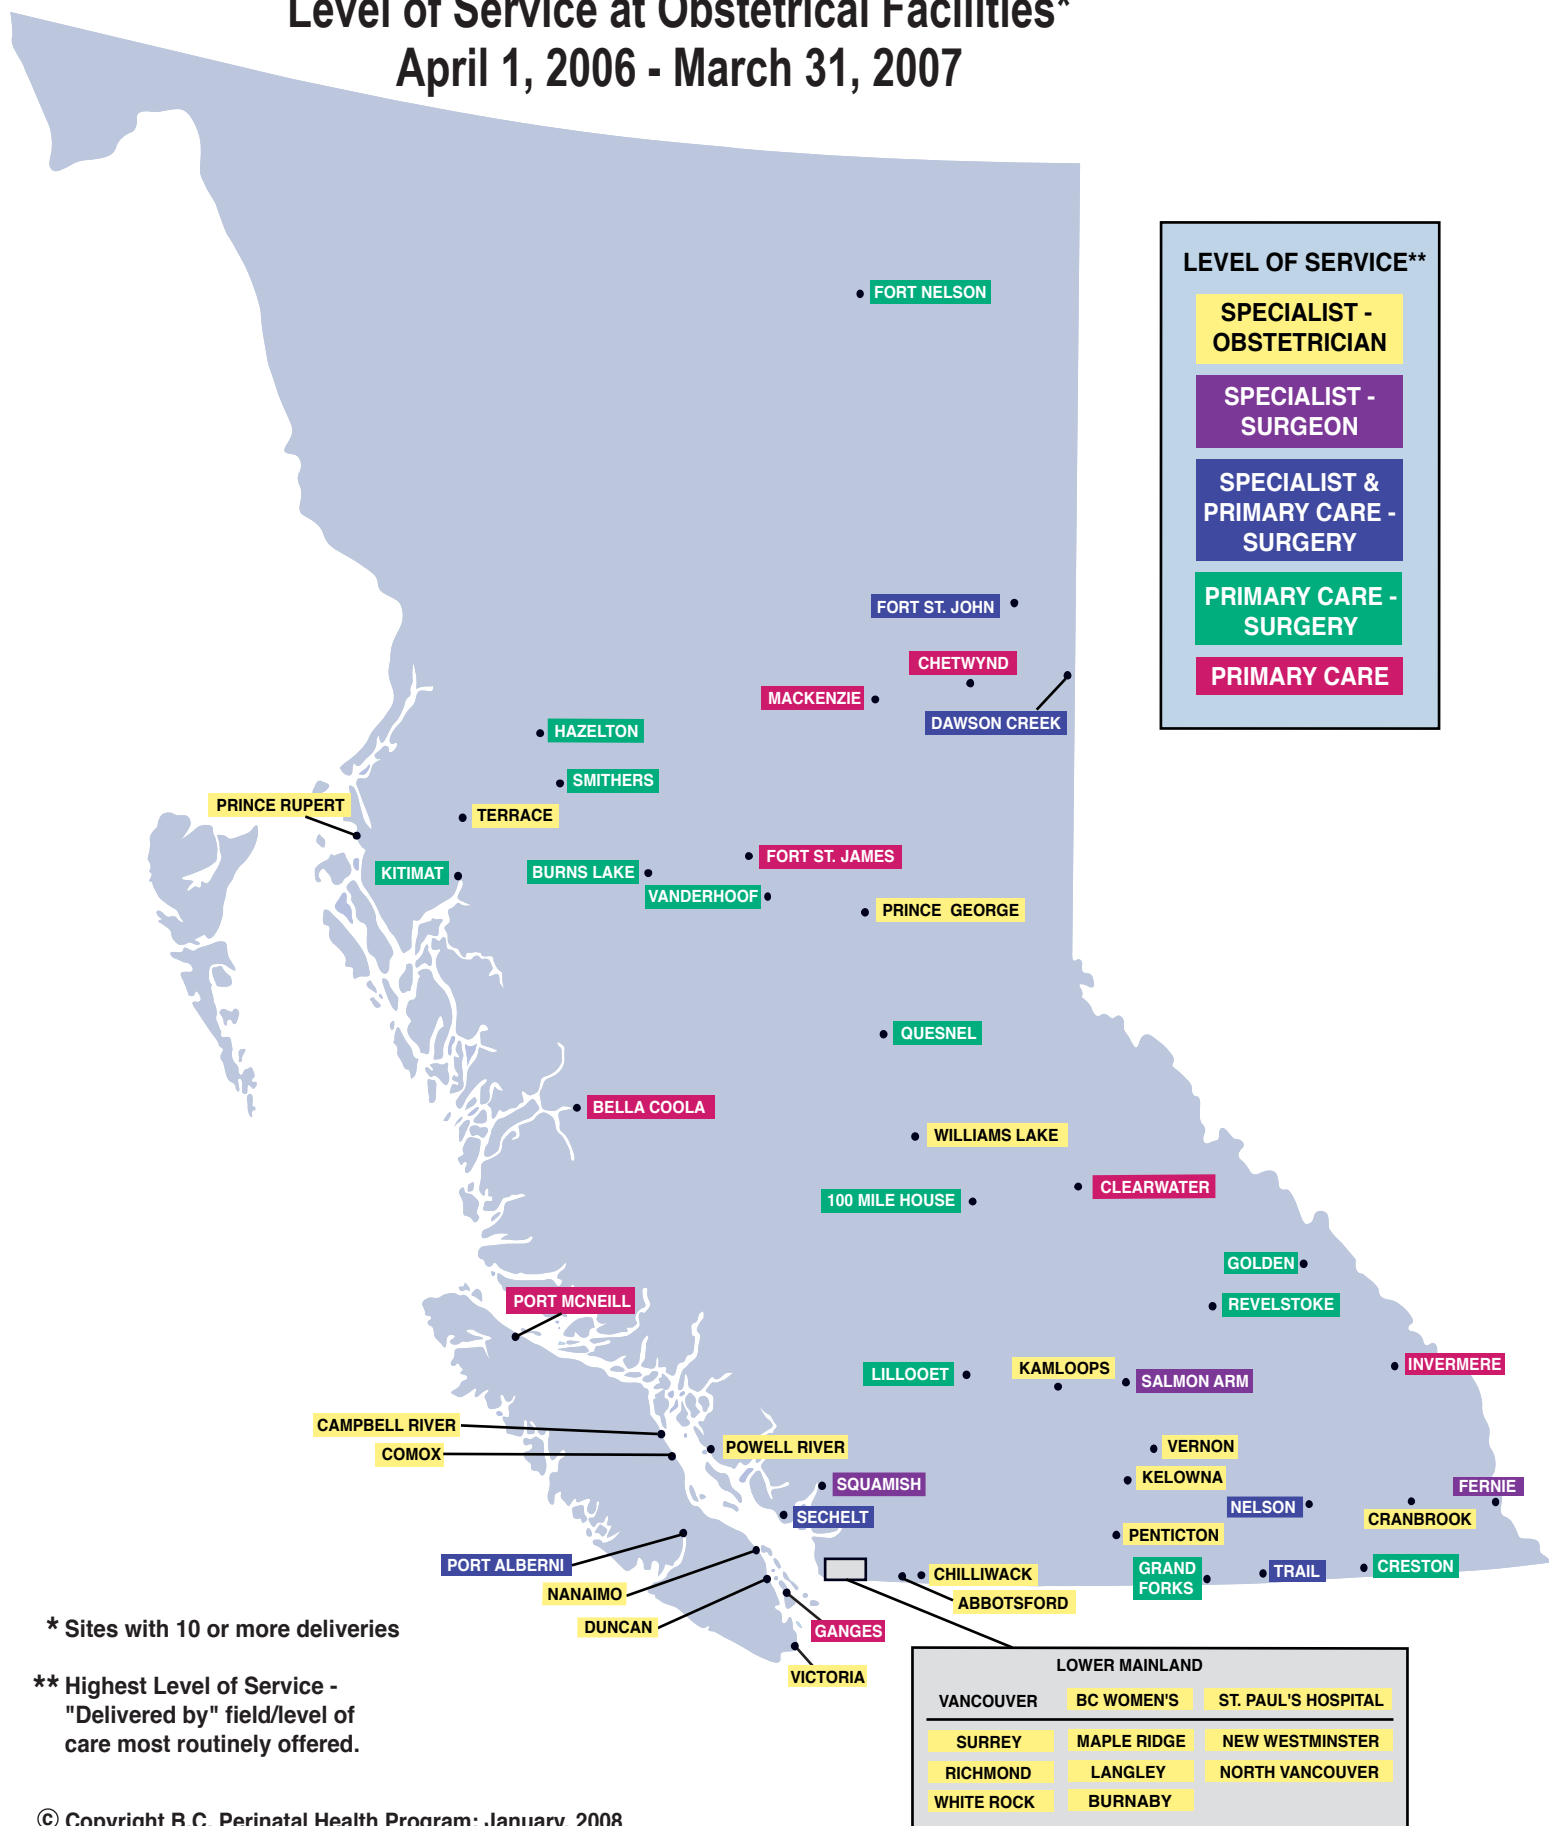 Level of Service at Obstetrical Facilities*
April 1, 2006 - March 31, 2007
LEVEL OF SERVICE**
SPECIALIST -
OBSTETRICIAN
SPECIALIST -
SURGEON
SPECIALIST &
PRIMARY CARE -
SURGERY
PRIMARY CARE -
SURGERY
PRIMARY CARE
FORT NELSON
FORT ST. JOHN
CHETWYND
MACKENZIE
DAWSON CREEK
HAZELTON
SMITHERS
PRINCE RUPERT
TERRACE
FORT ST. JAMES
KITIMAT
BURNS LAKE
VANDERHOOF
PRINCE GEORGE
QUESNEL
BELLA COOLA
WILLIAMS LAKE
CLEARWATER
100 MILE HOUSE
GOLDEN
PORT MCNEILL
REVELSTOKE
INVERMERE
KAMLOOPS
LILLOOET
SALMON ARM
CAMPBELL RIVER
COMOX
POWELL RIVER
VERNON
KELOWNA
SQUAMISH
FERNIE
NELSON
SECHELT
CRANBROOK
PENTICTON
PORT ALBERNI
CHILLIWACK
GRAND
FORKS
TRAIL
CRESTON
NANAIMO
ABBOTSFORD
DUNCAN
GANGES
VICTORIA
* Sites with 10 or more deliveries
** Highest Level of Service -
"Delivered by" field/level of
care most routinely offered.
LOWER MAINLAND
VANCOUVER BC WOMEN'S ST. PAUL'S HOSPITAL
SURREY MAPLE RIDGE NEW WESTMINSTER
RICHMOND LANGLEY NORTH VANCOUVER
WHITE ROCK BURNABY
© Copyright B.C. Perinatal Health Program: January, 2008